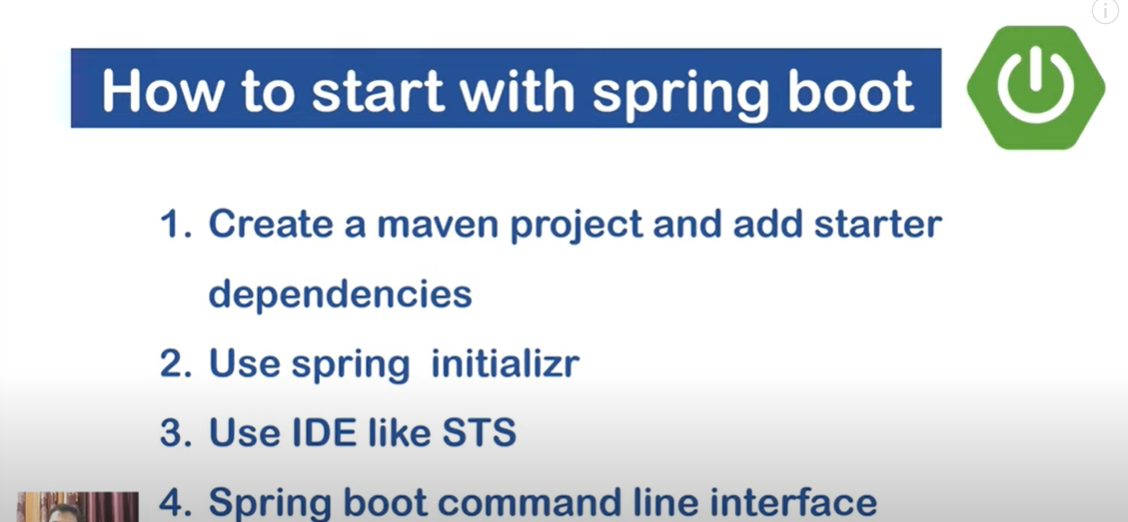 How to start with spring boot
1. Create a maven project and add starter
dependencies
2. Use spring initializr
3. Use IDE like STS
4. Spring boot command line interface